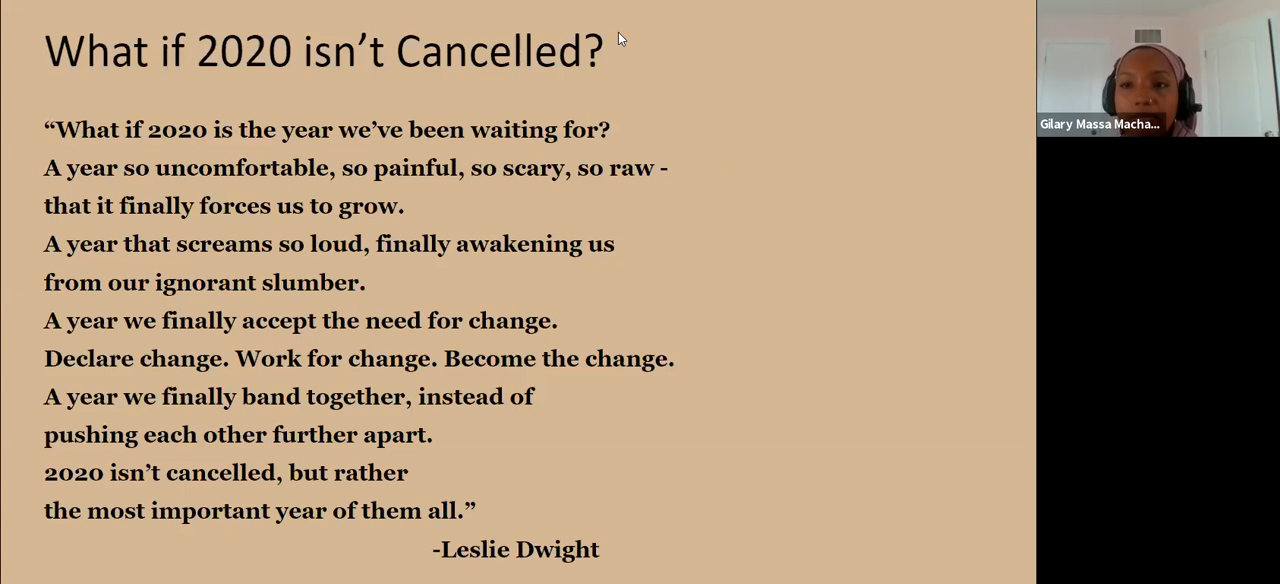 What if 2020 isn’t Cancelled?
“What if 2020 is the year we’ve been waiting for?
A year so uncomfortable, so painful, so scary, so raw -
that it finally forces us to grow.
A year that screams so loud, finally awakening us
from our ignorant slumber.
A year we finally accept the need for change.
Declare change. Work for change. Become the change.
A year we finally band together, instead of
pushing each other further apart.
2020 isn’t cancelled, but rather
the most important year of them all.”
-Leslie Dwight
Gilary Massa Macha...